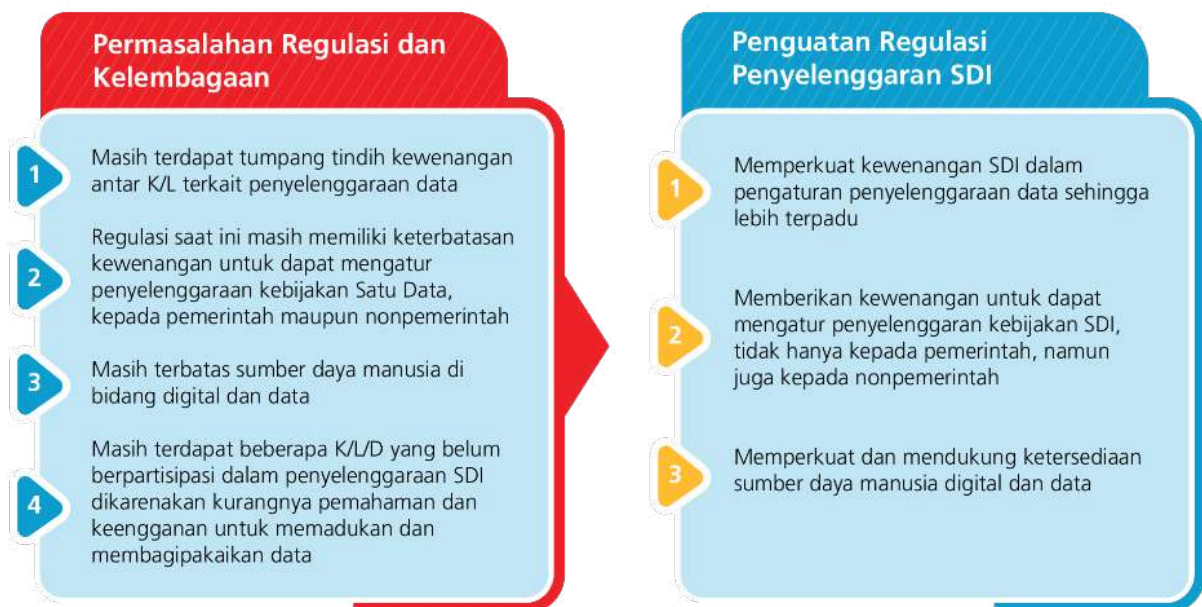 Permasalahan Regulasi dan
Kelembagaan
1
Masih terdapat tumpang tindih kewenangan
antar K/L terkait penyelenggaraan data
2
Regulasi saat ini masih memiliki keterbatasan
kewenangan untuk dapat mengatur
penyelenggaraan kebijakan Satu Data,
kepada pemerintah maupun nonpemerintah
3
Masih terbatas sumber daya manusia di
bidang digital dan data
4
Masih terdapat beberapa K/L/D yang belum
berpartisipasi dalam penyelenggaraan SDI
dikarenakan kurangnya pemahaman dan
keengganan untuk memadukan dan
membagipakaikan data
Penguatan Regulasi
Penyelenggaran SDI
1
Memperkuat kewenangan SDI dalam
pengaturan penyelenggaraan data sehingga
lebih terpadu
2
Memberikan kewenangan untuk dapat
mengatur penyelenggaran kebijakan SDI,
tidak hanya kepada pemerintah, namun
juga kepada nonpemerintah
3
Memperkuat dan mendukung ketersediaan
sumber daya manusia digital dan data